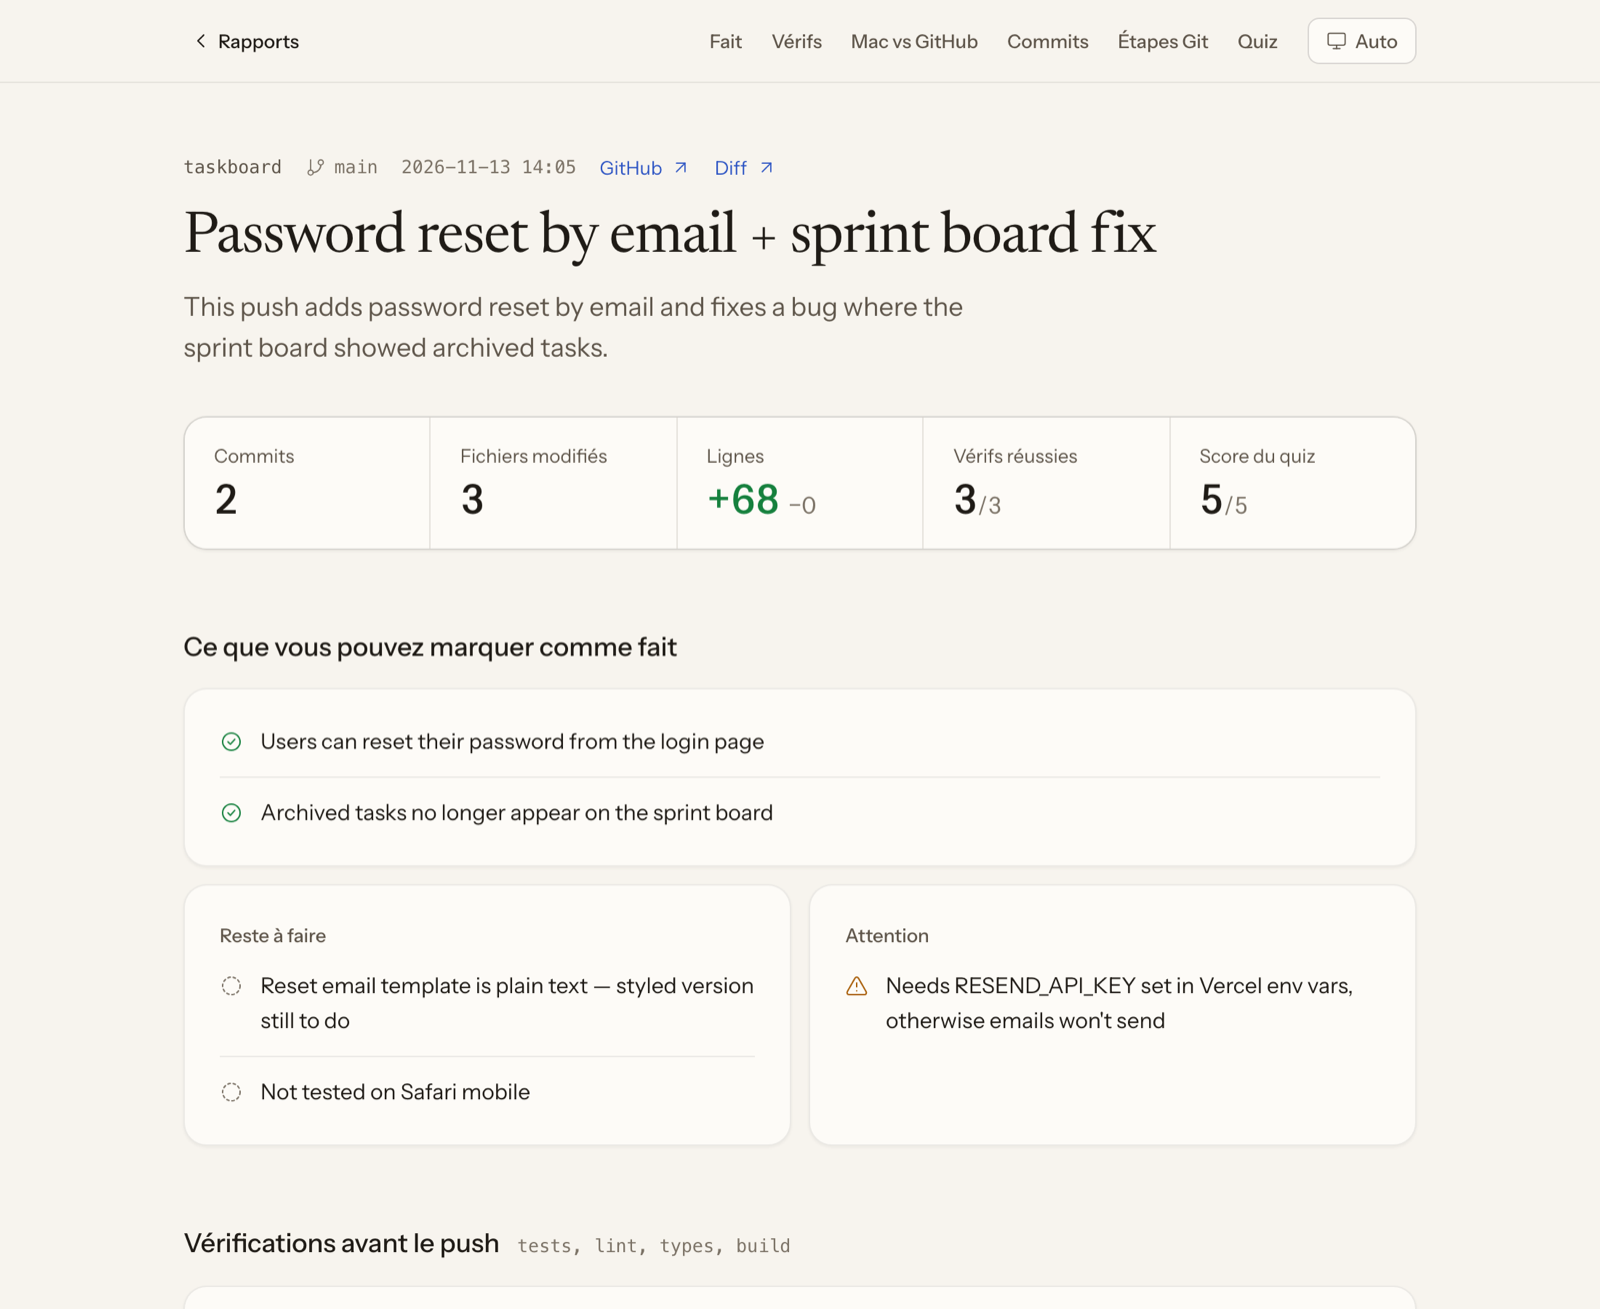 Rapports
Fait
Vérifs
Mac vs GitHub
Commits
Étapes Git
Quiz
Auto
taskboard
main
2026-11-13 14:05
GitHub
Diff
Password reset by email + sprint board fix
This push adds password reset by email and fixes a bug where the
sprint board showed archived tasks.
Commits
2
Fichiers modifiés
3
Lignes
+68 −0
Vérifs réussies
3/3
Score du quiz
5/5
Ce que vous pouvez marquer comme fait
Users can reset their password from the login page
Archived tasks no longer appear on the sprint board
Reste à faire
Reset email template is plain text — styled version
still to do
Not tested on Safari mobile
Attention
Needs RESEND_API_KEY set in Vercel env vars,
otherwise emails won't send
Vérifications avant le push tests, lint, types, build